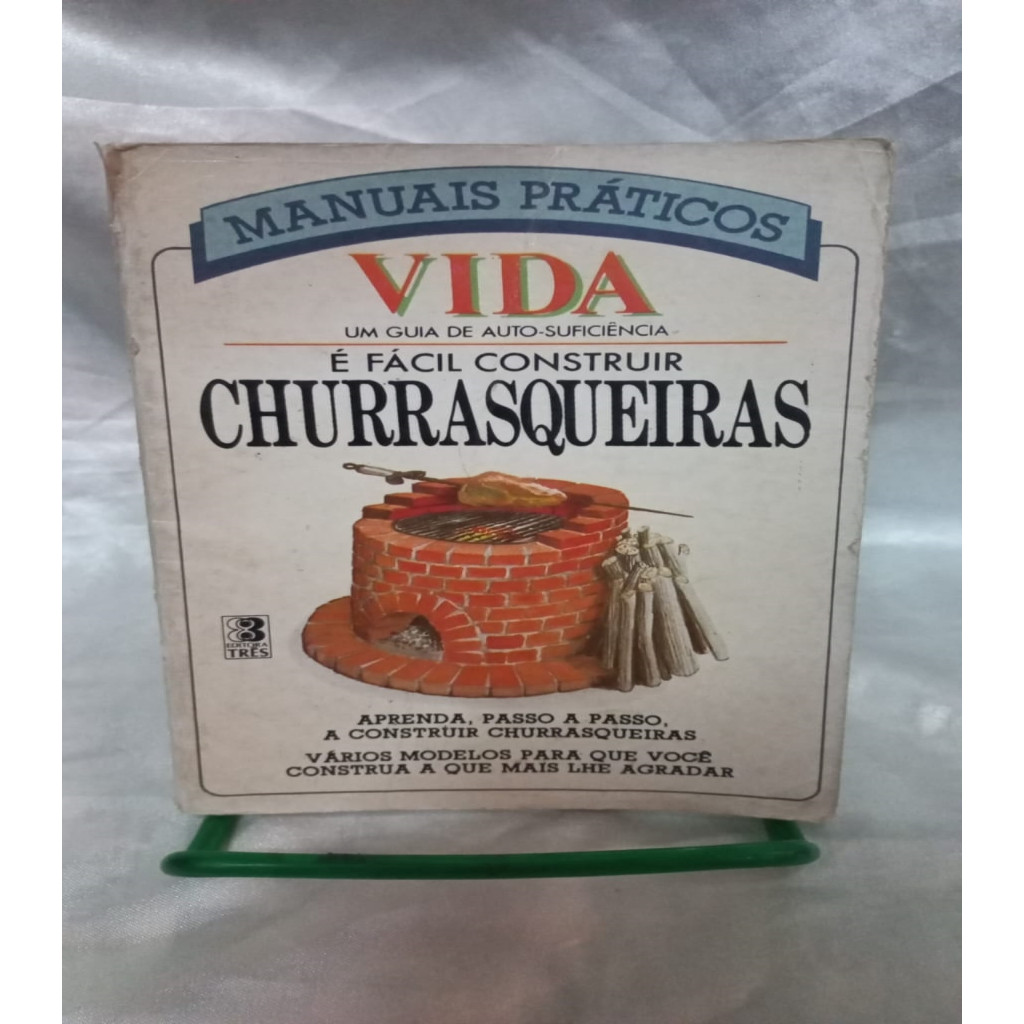 MANUAIS PRÁTICOS
VIDA
UM GUIA DE AUTO-SUFICIÊNCIA
É FÁCIL CONSTRUIR
CHURRASQUEIRAS
3
EDITORA
TRÊS
APRENDA, PASSO A PASSO,
A CONSTRUIR CHURRASQUEIRAS
VÁRIOS MODELOS PARA QUE VOCÊ
CONSTRUA A QUE MAIS LHE AGRADAR